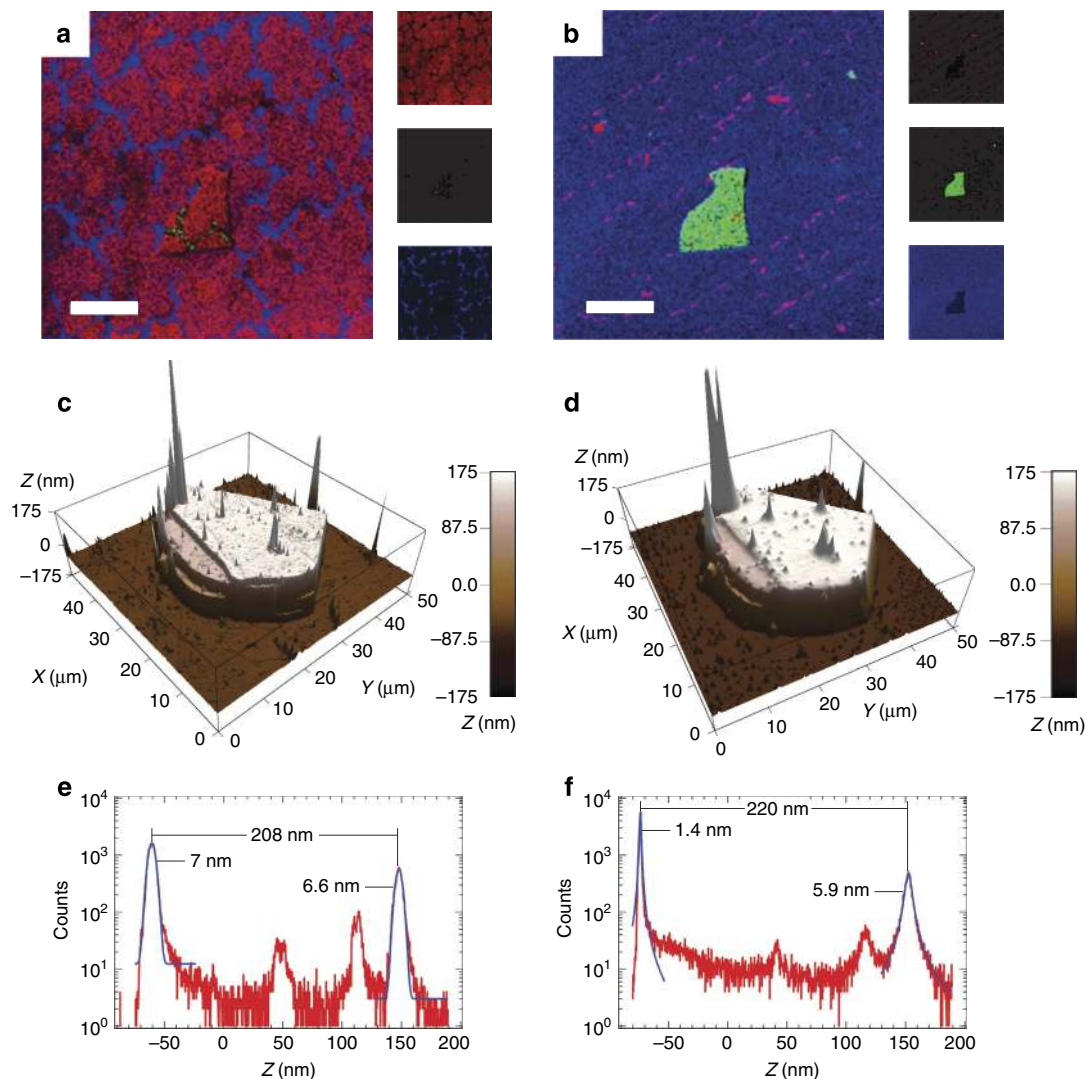 a
b
c
Z (nm)
175
0
−175
40
30
20
10
0
X (μm)
0
10
20
30
40
50
Y (μm)
175
87.5
0.0
−87.5
−175
Z (nm)
d
Z (nm)
175
0
−175
40
30
20
10
0
X (μm)
0
10
20
30
40
50
Y (μm)
175
87.5
0.0
−87.5
−175
Z (nm)
e
10⁴
10³
10²
10¹
10⁰
Counts
208 nm
7 nm
6.6 nm
−50 0 50 100 150 200
Z (nm)
f
10⁴
10³
10²
10¹
10⁰
Counts
220 nm
1.4 nm
5.9 nm
−50 0 50 100 150 200
Z (nm)